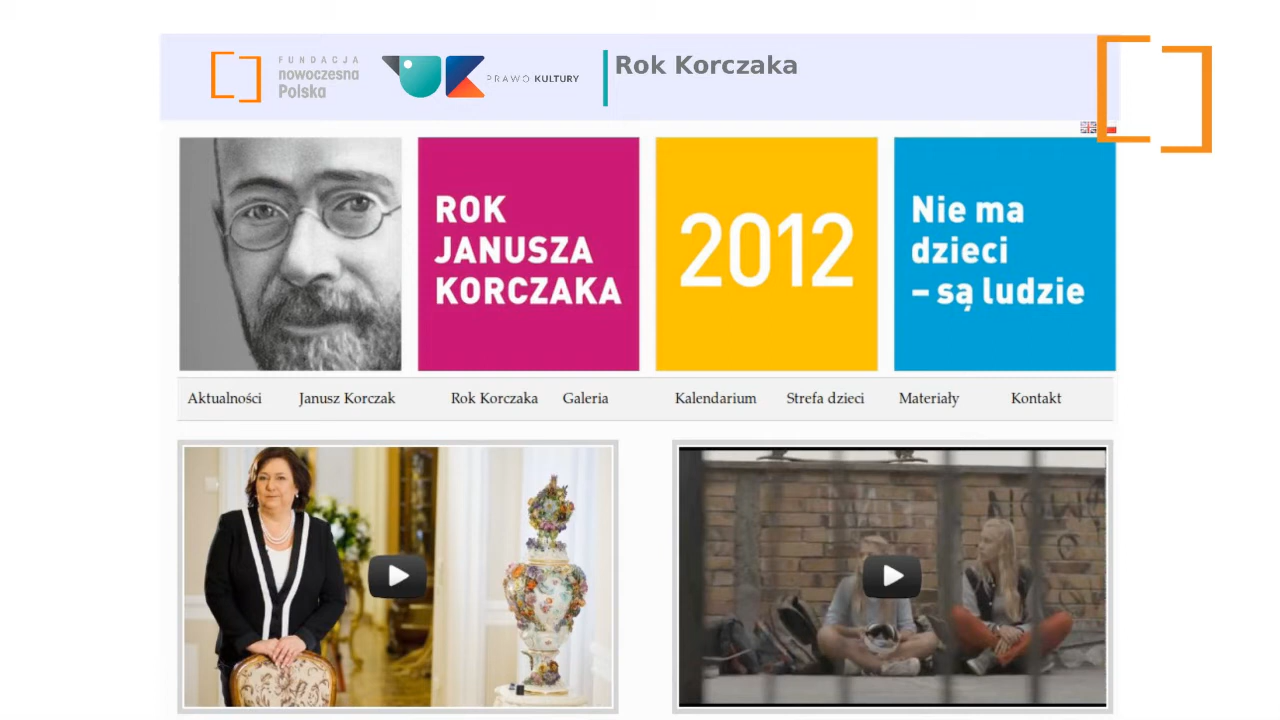 FUNDACJA
nowoczesna
Polska
PRAWO KULTURY
Rok Korczaka
ROK
JANUSZA
KORCZAKA
2012
Nie ma
dzieci
– są ludzie
Aktualności Janusz Korczak Rok Korczaka Galeria Kalendarium Strefa dzieci Materiały Kontakt